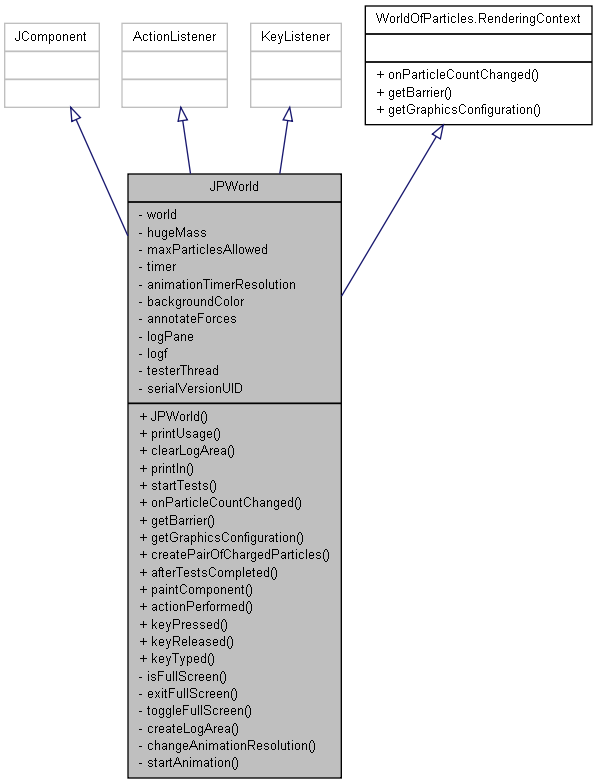 JComponent
ActionListener
KeyListener
WorldOfParticles.RenderingContext
+ onParticleCountChanged()
+ getBarrier()
+ getGraphicsConfiguration()
JPWorld
- world
- hugeMass
- maxParticlesAllowed
- timer
- animationTimerResolution
- backgroundColor
- annotateForces
- logPane
- logf
- testerThread
- serialVersionUID
+ JPWorld()
+ printUsage()
+ clearLogArea()
+ println()
+ startTests()
+ onParticleCountChanged()
+ getBarrier()
+ getGraphicsConfiguration()
+ createPairOfChargedParticles()
+ afterTestsCompleted()
+ paintComponent()
+ actionPerformed()
+ keyPressed()
+ keyReleased()
+ keyTyped()
- isFullScreen()
- exitFullScreen()
- toggleFullScreen()
- createLogArea()
- changeAnimationResolution()
- startAnimation()